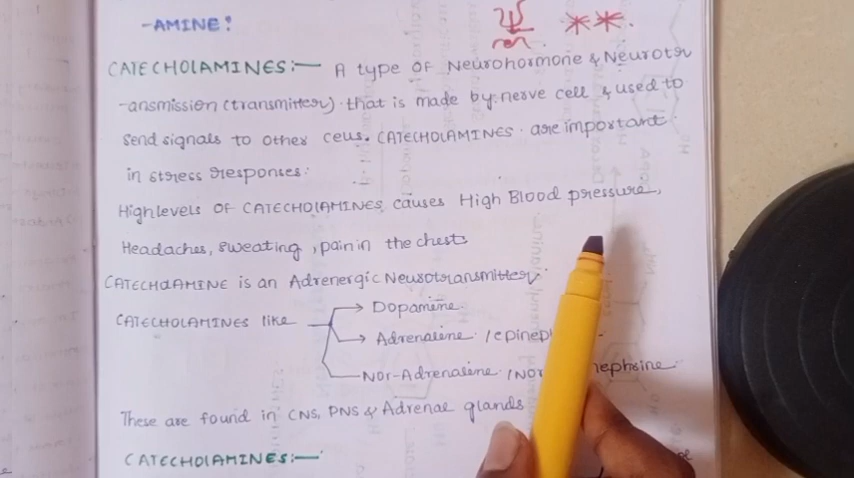 -AMINE:
**.
CATECHOLAMINES:— A type OF Neurohormone & Neurotr
-ansmission (transmitter) that is made by nerve cell & used to
send signals to other cells. CATECHOLAMINES are important
in stress responses:
High levels OF CATECHOLAMINES causes High Blood pressure,
Headaches, sweating, pain in the chests
CATECHOLAMINE is an Adrenergic Neurotransmitter
CATECHOLAMINES like → Dopamine
→ Adrenaline / epinep
Nor-Adrenaline / Nor nephrine
These are found in CNS, PNS & Adrenal glands
CATECHOLAMINES:—